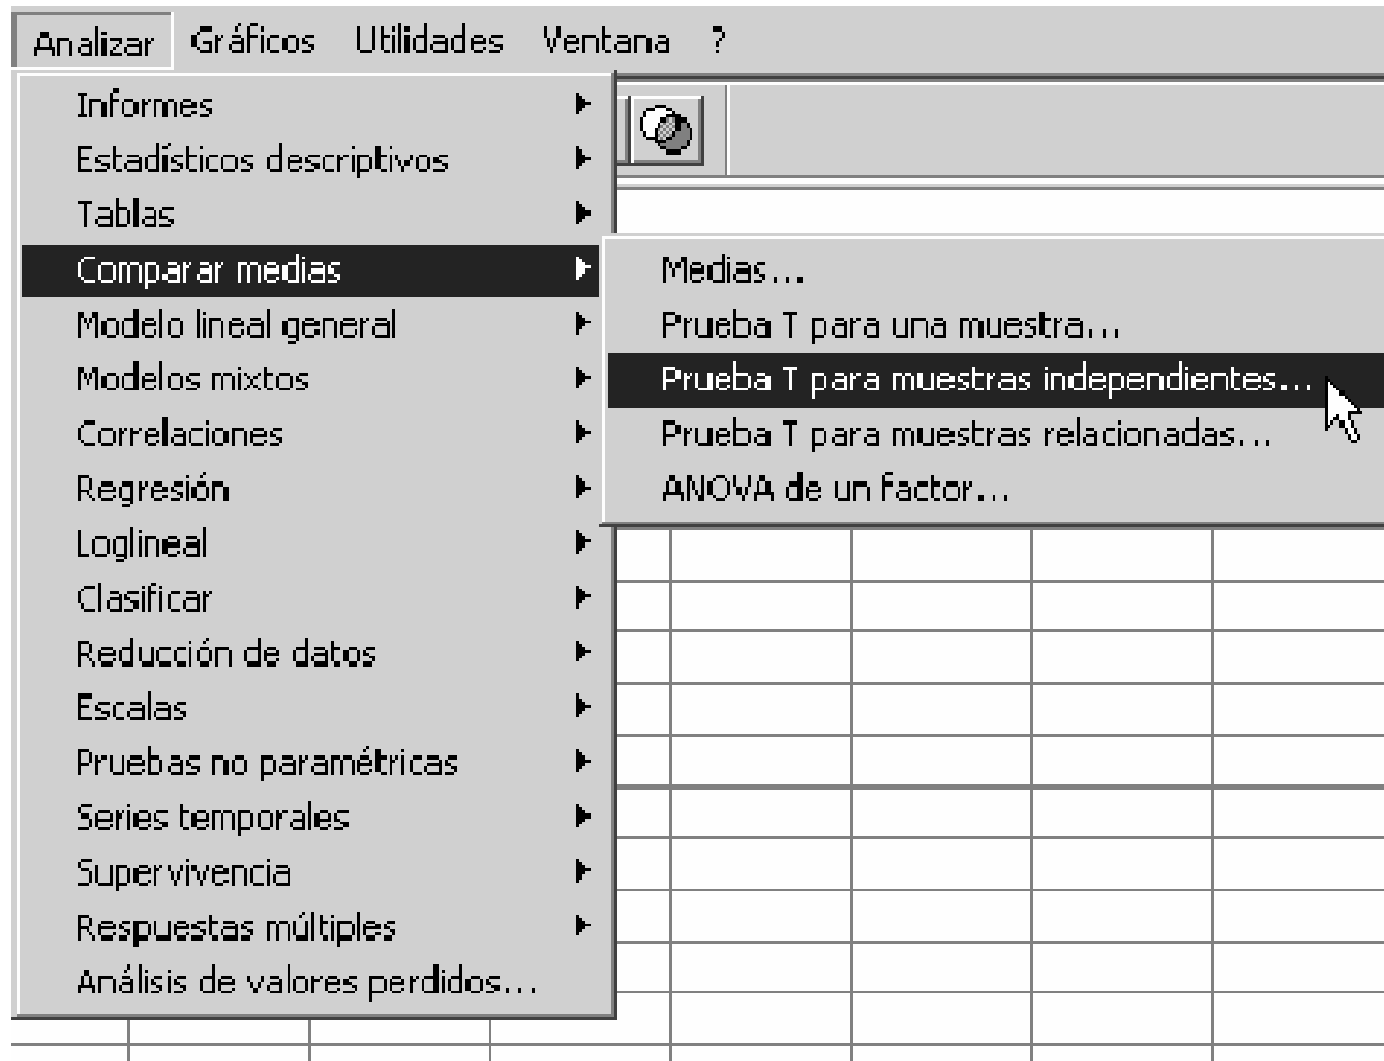 Analizar Gráficos Utilidades Ventana ?
Informes
Estadísticos descriptivos
Tablas
Comparar medias
Modelo lineal general
Modelos mixtos
Correlaciones
Regresión
Loglineal
Clasificar
Reducción de datos
Escalas
Pruebas no paramétricas
Series temporales
Supervivencia
Respuestas múltiples
Análisis de valores perdidos...
Medias...
Prueba T para una muestra...
Prueba T para muestras independientes...
Prueba T para muestras relacionadas...
ANOVA de un factor...